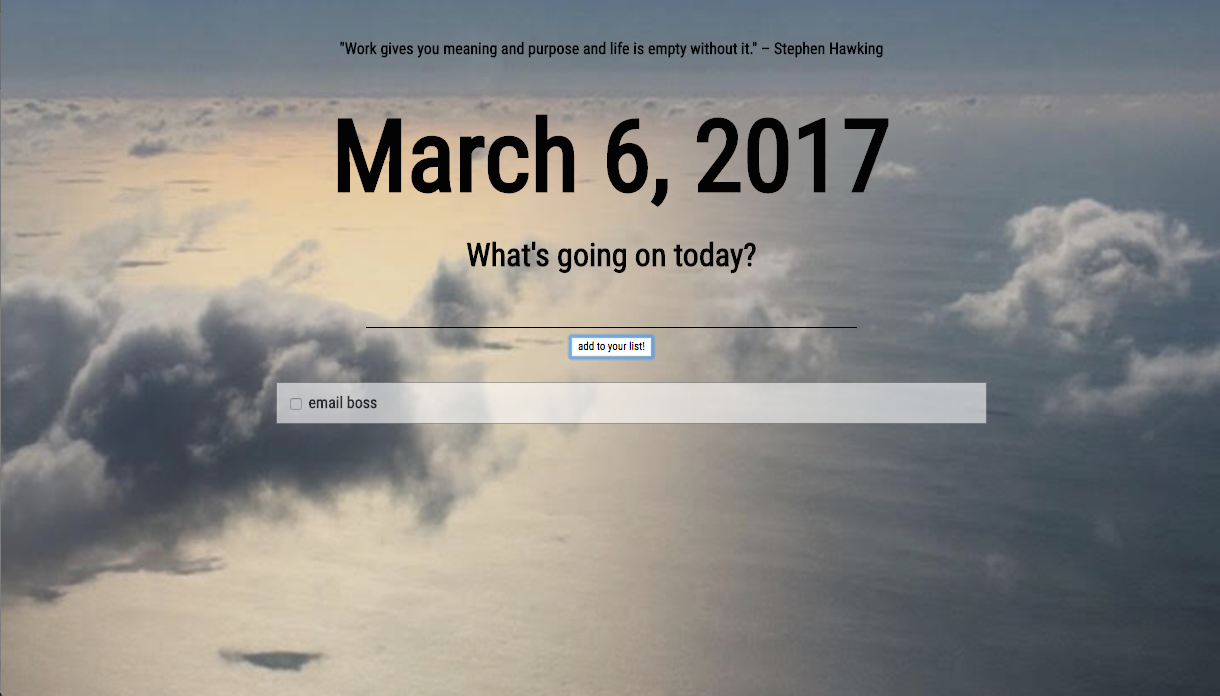 "Work gives you meaning and purpose and life is empty without it." – Stephen Hawking
March 6, 2017
What's going on today?
add to your list!
email boss